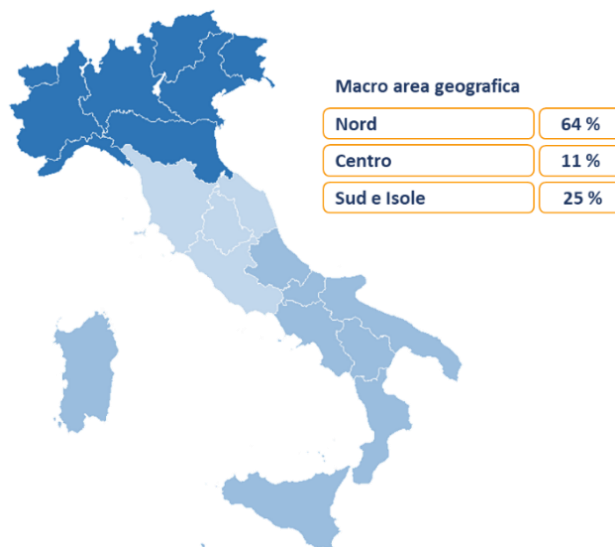 Macro area geografica
Nord 64 %
Centro 11 %
Sud e Isole 25 %